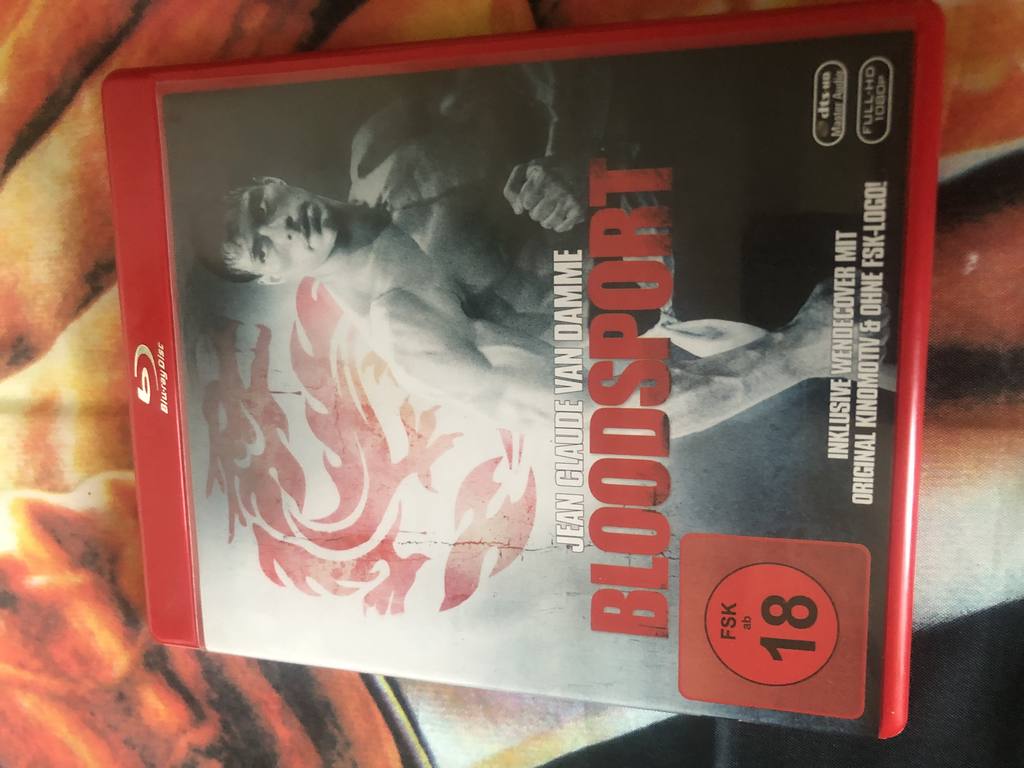 Blu-ray Disc
JEAN CLAUDE VAN DAMME
BLOODSPORT
FSK
ab
18
INKLUSIVE WENDECOVER MIT
ORIGINAL KINOMOTIV & OHNE FSK-LOGO!
dts-HD
Master Audio
FULL-HD
1080P